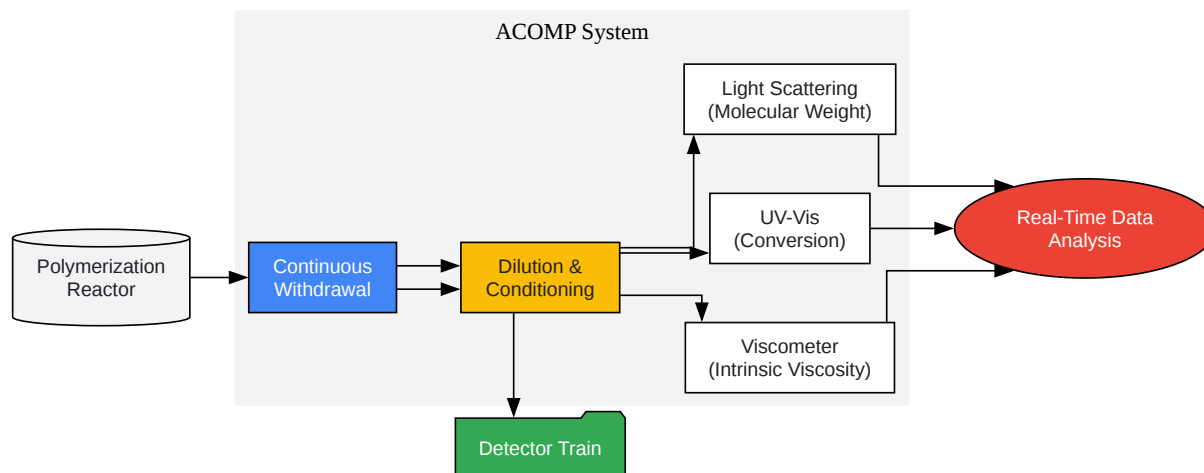 ACOMP System
Light Scattering
(Molecular Weight)
UV-Vis
(Conversion)
Real-Time Data
Analysis
Polymerization
Reactor
Continuous
Withdrawal
Dilution &
Conditioning
Viscometer
(Intrinsic Viscosity)
Detector Train